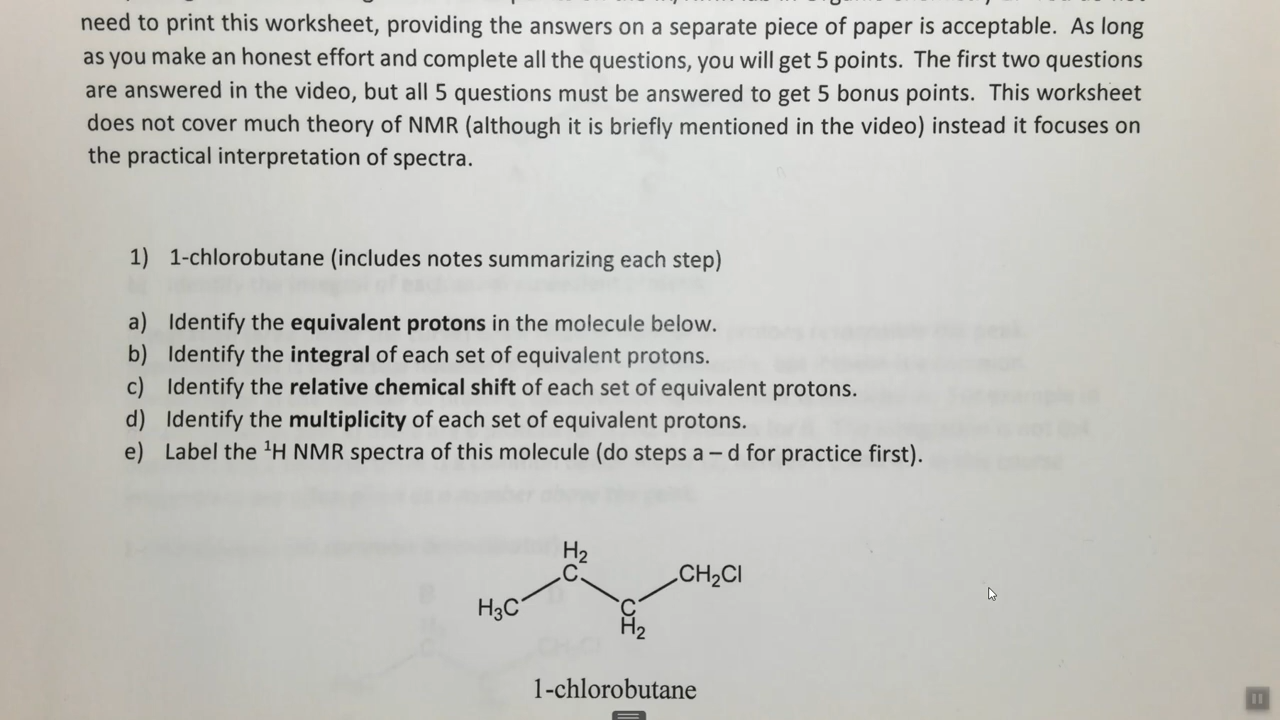 need to print this worksheet, providing the answers on a separate piece of paper is acceptable. As long
as you make an honest effort and complete all the questions, you will get 5 points. The first two questions
are answered in the video, but all 5 questions must be answered to get 5 bonus points. This worksheet
does not cover much theory of NMR (although it is briefly mentioned in the video) instead it focuses on
the practical interpretation of spectra.
1) 1-chlorobutane (includes notes summarizing each step)
a) Identify the equivalent protons in the molecule below.
b) Identify the integral of each set of equivalent protons.
c) Identify the relative chemical shift of each set of equivalent protons.
d) Identify the multiplicity of each set of equivalent protons.
e) Label the ¹H NMR spectra of this molecule (do steps a – d for practice first).
H₂
C
CH₂Cl
H₃C
C
H₂
1-chlorobutane